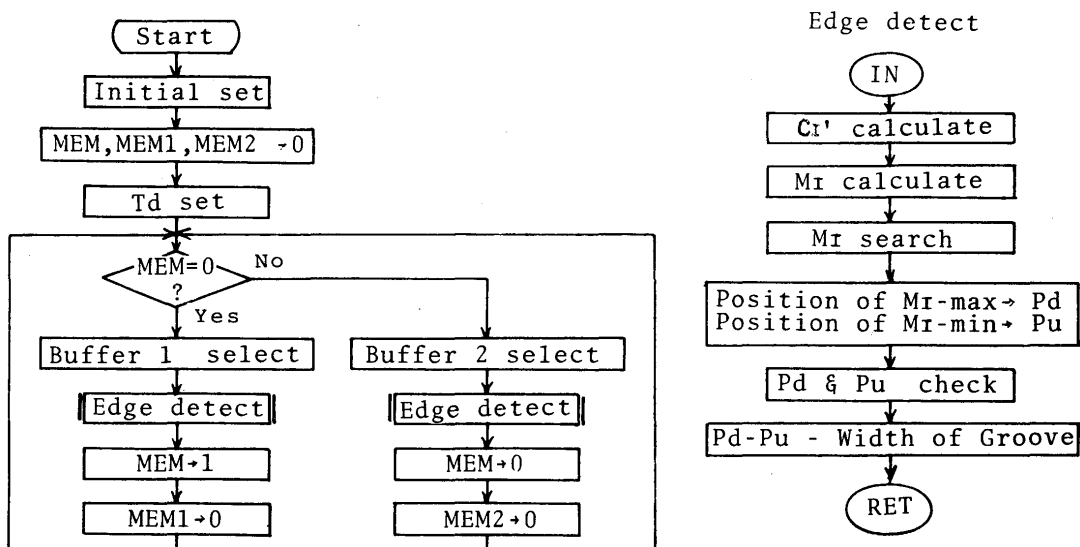 Start
Initial set
MEM,MEM1,MEM2 →0
Td set
MEM=0
?
No
Yes
Buffer 1 select
Edge detect
MEM→1
MEM1→0
Buffer 2 select
Edge detect
MEM→0
MEM2→0
Edge detect
IN
CI' calculate
MI calculate
MI search
Position of MI-max→ Pd
Position of MI-min→ Pu
Pd & Pu check
Pd-Pu - Width of Groove
RET